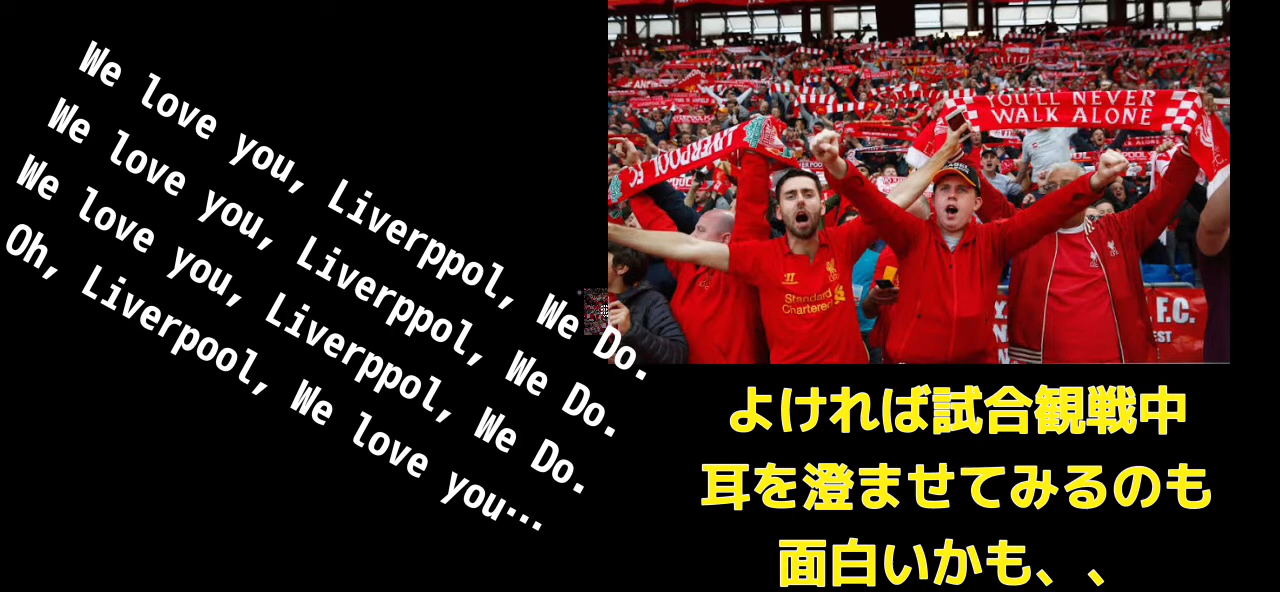 We love you, Liverppol, We Do.
We love you, Liverppol, We Do.
We love you, Liverppol, We Do.
Oh, Liverpool, We love you…
YOU'LL NEVER
WALK ALONE
LIVERPOOL FC
Standard
Chartered
F.C.
EST
よければ試合観戦中
耳を澄ませてみるのも
面白いかも、、